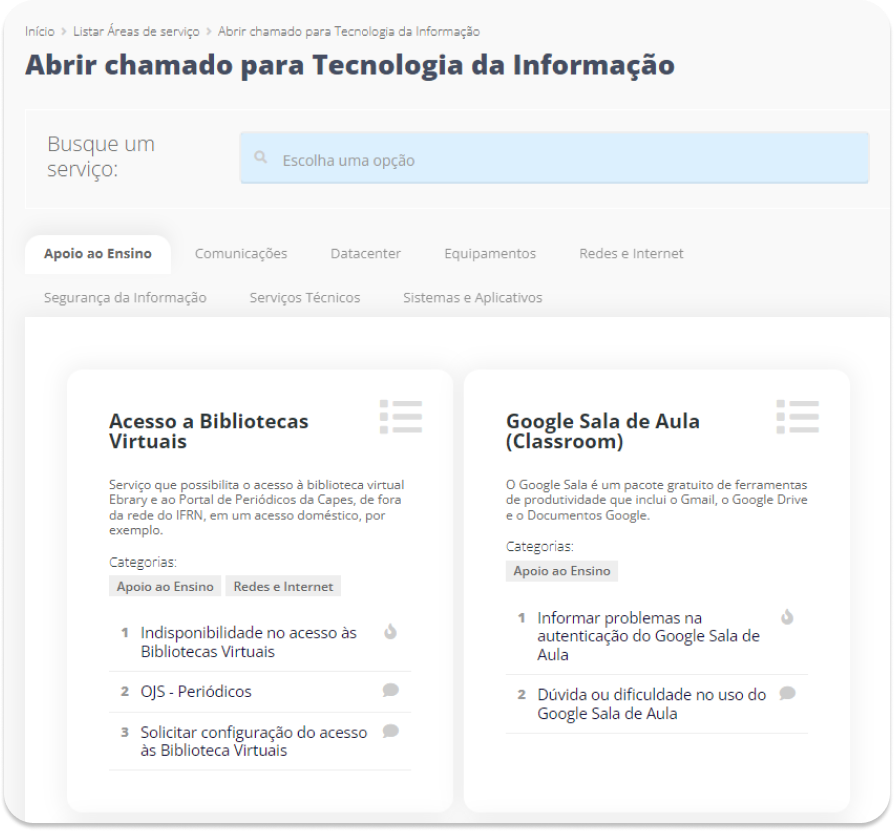 Início > Listar Áreas de serviço > Abrir chamado para Tecnologia da Informação
Abrir chamado para Tecnologia da Informação
Busque um
serviço:
Escolha uma opção
Apoio ao Ensino Comunicações Datacenter Equipamentos Redes e Internet
Segurança da Informação Serviços Técnicos Sistemas e Aplicativos
Acesso a Bibliotecas
Virtuais
Serviço que possibilita o acesso à biblioteca virtual
Ebrary e ao Portal de Periódicos da Capes, de fora
da rede do IFRN, em um acesso doméstico, por
exemplo.
Categorias:
Apoio ao Ensino Redes e Internet
1 Indisponibilidade no acesso às
Bibliotecas Virtuais
2 OJS - Periódicos
3 Solicitar configuração do acesso
às Biblioteca Virtuais
Google Sala de Aula
(Classroom)
O Google Sala é um pacote gratuito de ferramentas
de produtividade que inclui o Gmail, o Google Drive
e o Documentos Google.
Categorias:
Apoio ao Ensino
1 Informar problemas na
autenticação do Google Sala de
Aula
2 Dúvida ou dificuldade no uso do
Google Sala de Aula